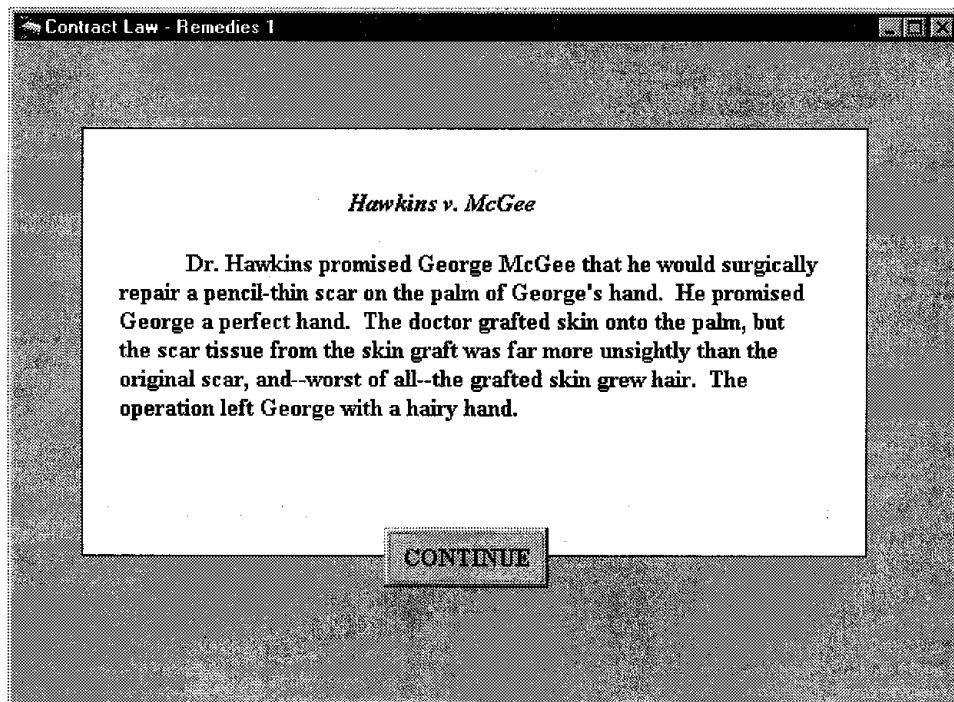 Contract Law - Remedies 1
Hawkins v. McGee
Dr. Hawkins promised George McGee that he would surgically
repair a pencil-thin scar on the palm of George's hand. He promised
George a perfect hand. The doctor grafted skin onto the palm, but
the scar tissue from the skin graft was far more unsightly than the
original scar, and--worst of all--the grafted skin grew hair. The
operation left George with a hairy hand.
CONTINUE